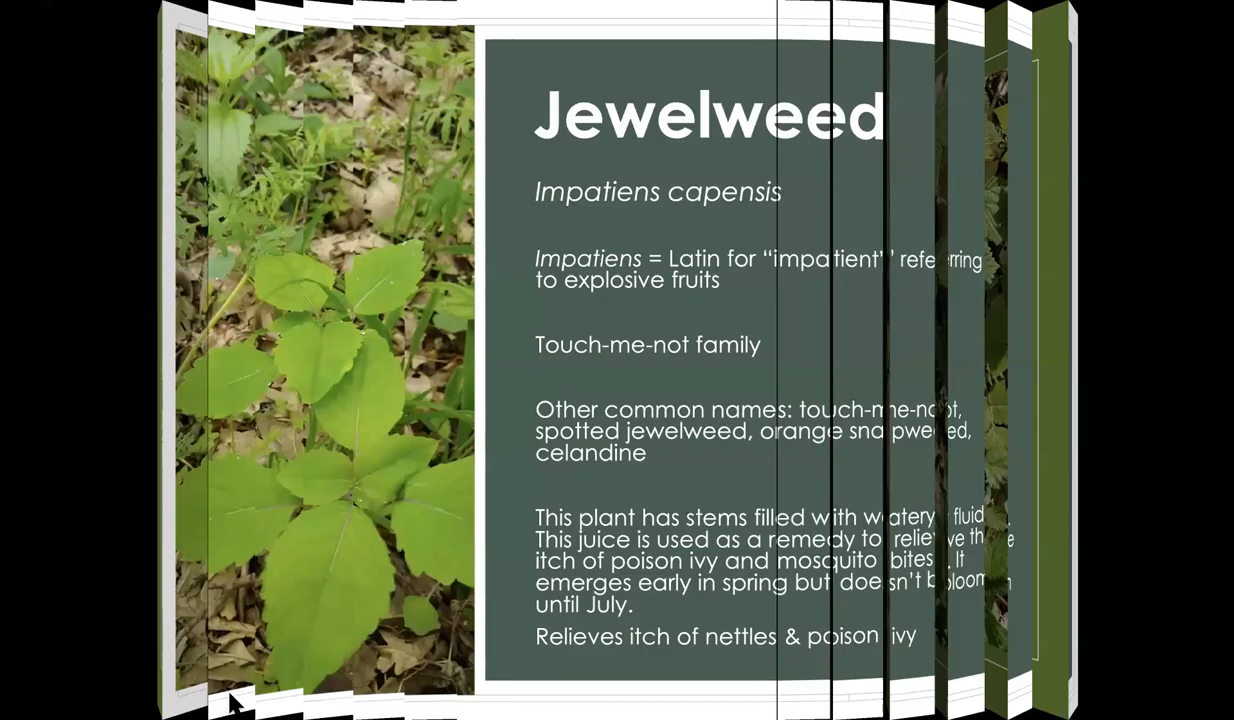 Jewelweed
Impatiens capensis
Impatiens = Latin for “impatient” referring
to explosive fruits
Touch-me-not family
Other common names: touch-me-not,
spotted jewelweed, orange snapweed,
celandine
This plant has stems filled with watery fluid.
This juice is used as a remedy to relieve the
itch of poison ivy and mosquito bites. It
emerges early in spring but doesn’t bloom
until July.
Relieves itch of nettles & poison ivy